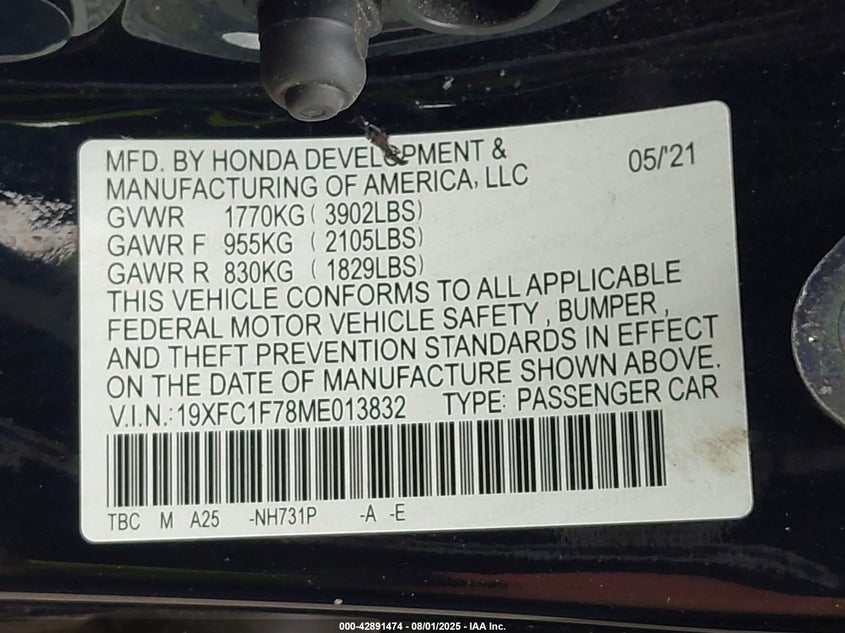 MFD. BY HONDA DEVELOPMENT & 05/'21
MANUFACTURING OF AMERICA, LLC
GVWR 1770KG ( 3902LBS)
GAWR F 955KG ( 2105LBS)
GAWR R 830KG ( 1829LBS)
THIS VEHICLE CONFORMS TO ALL APPLICABLE
FEDERAL MOTOR VEHICLE SAFETY , BUMPER ,
AND THEFT PREVENTION STANDARDS IN EFFECT
ON THE DATE OF MANUFACTURE SHOWN ABOVE.
V.I.N.: 19XFC1F78ME013832 TYPE: PASSENGER CAR
TBC M A25 -NH731P -A -E
000-42891474 - 08/01/2025 - IAA Inc.